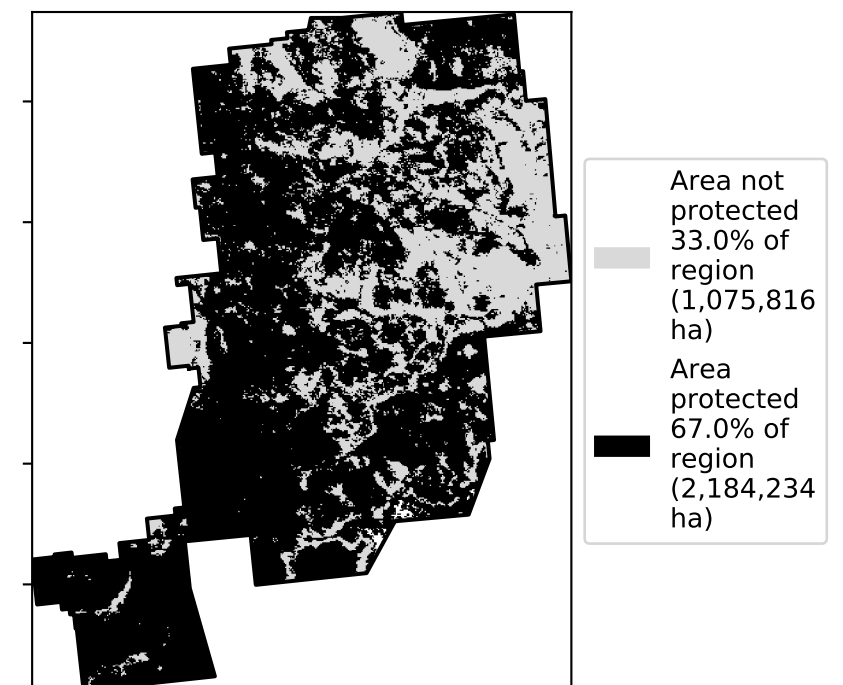 Area not
protected
33.0% of
region
(1,075,816
ha)
Area
protected
67.0% of
region
(2,184,234
ha)